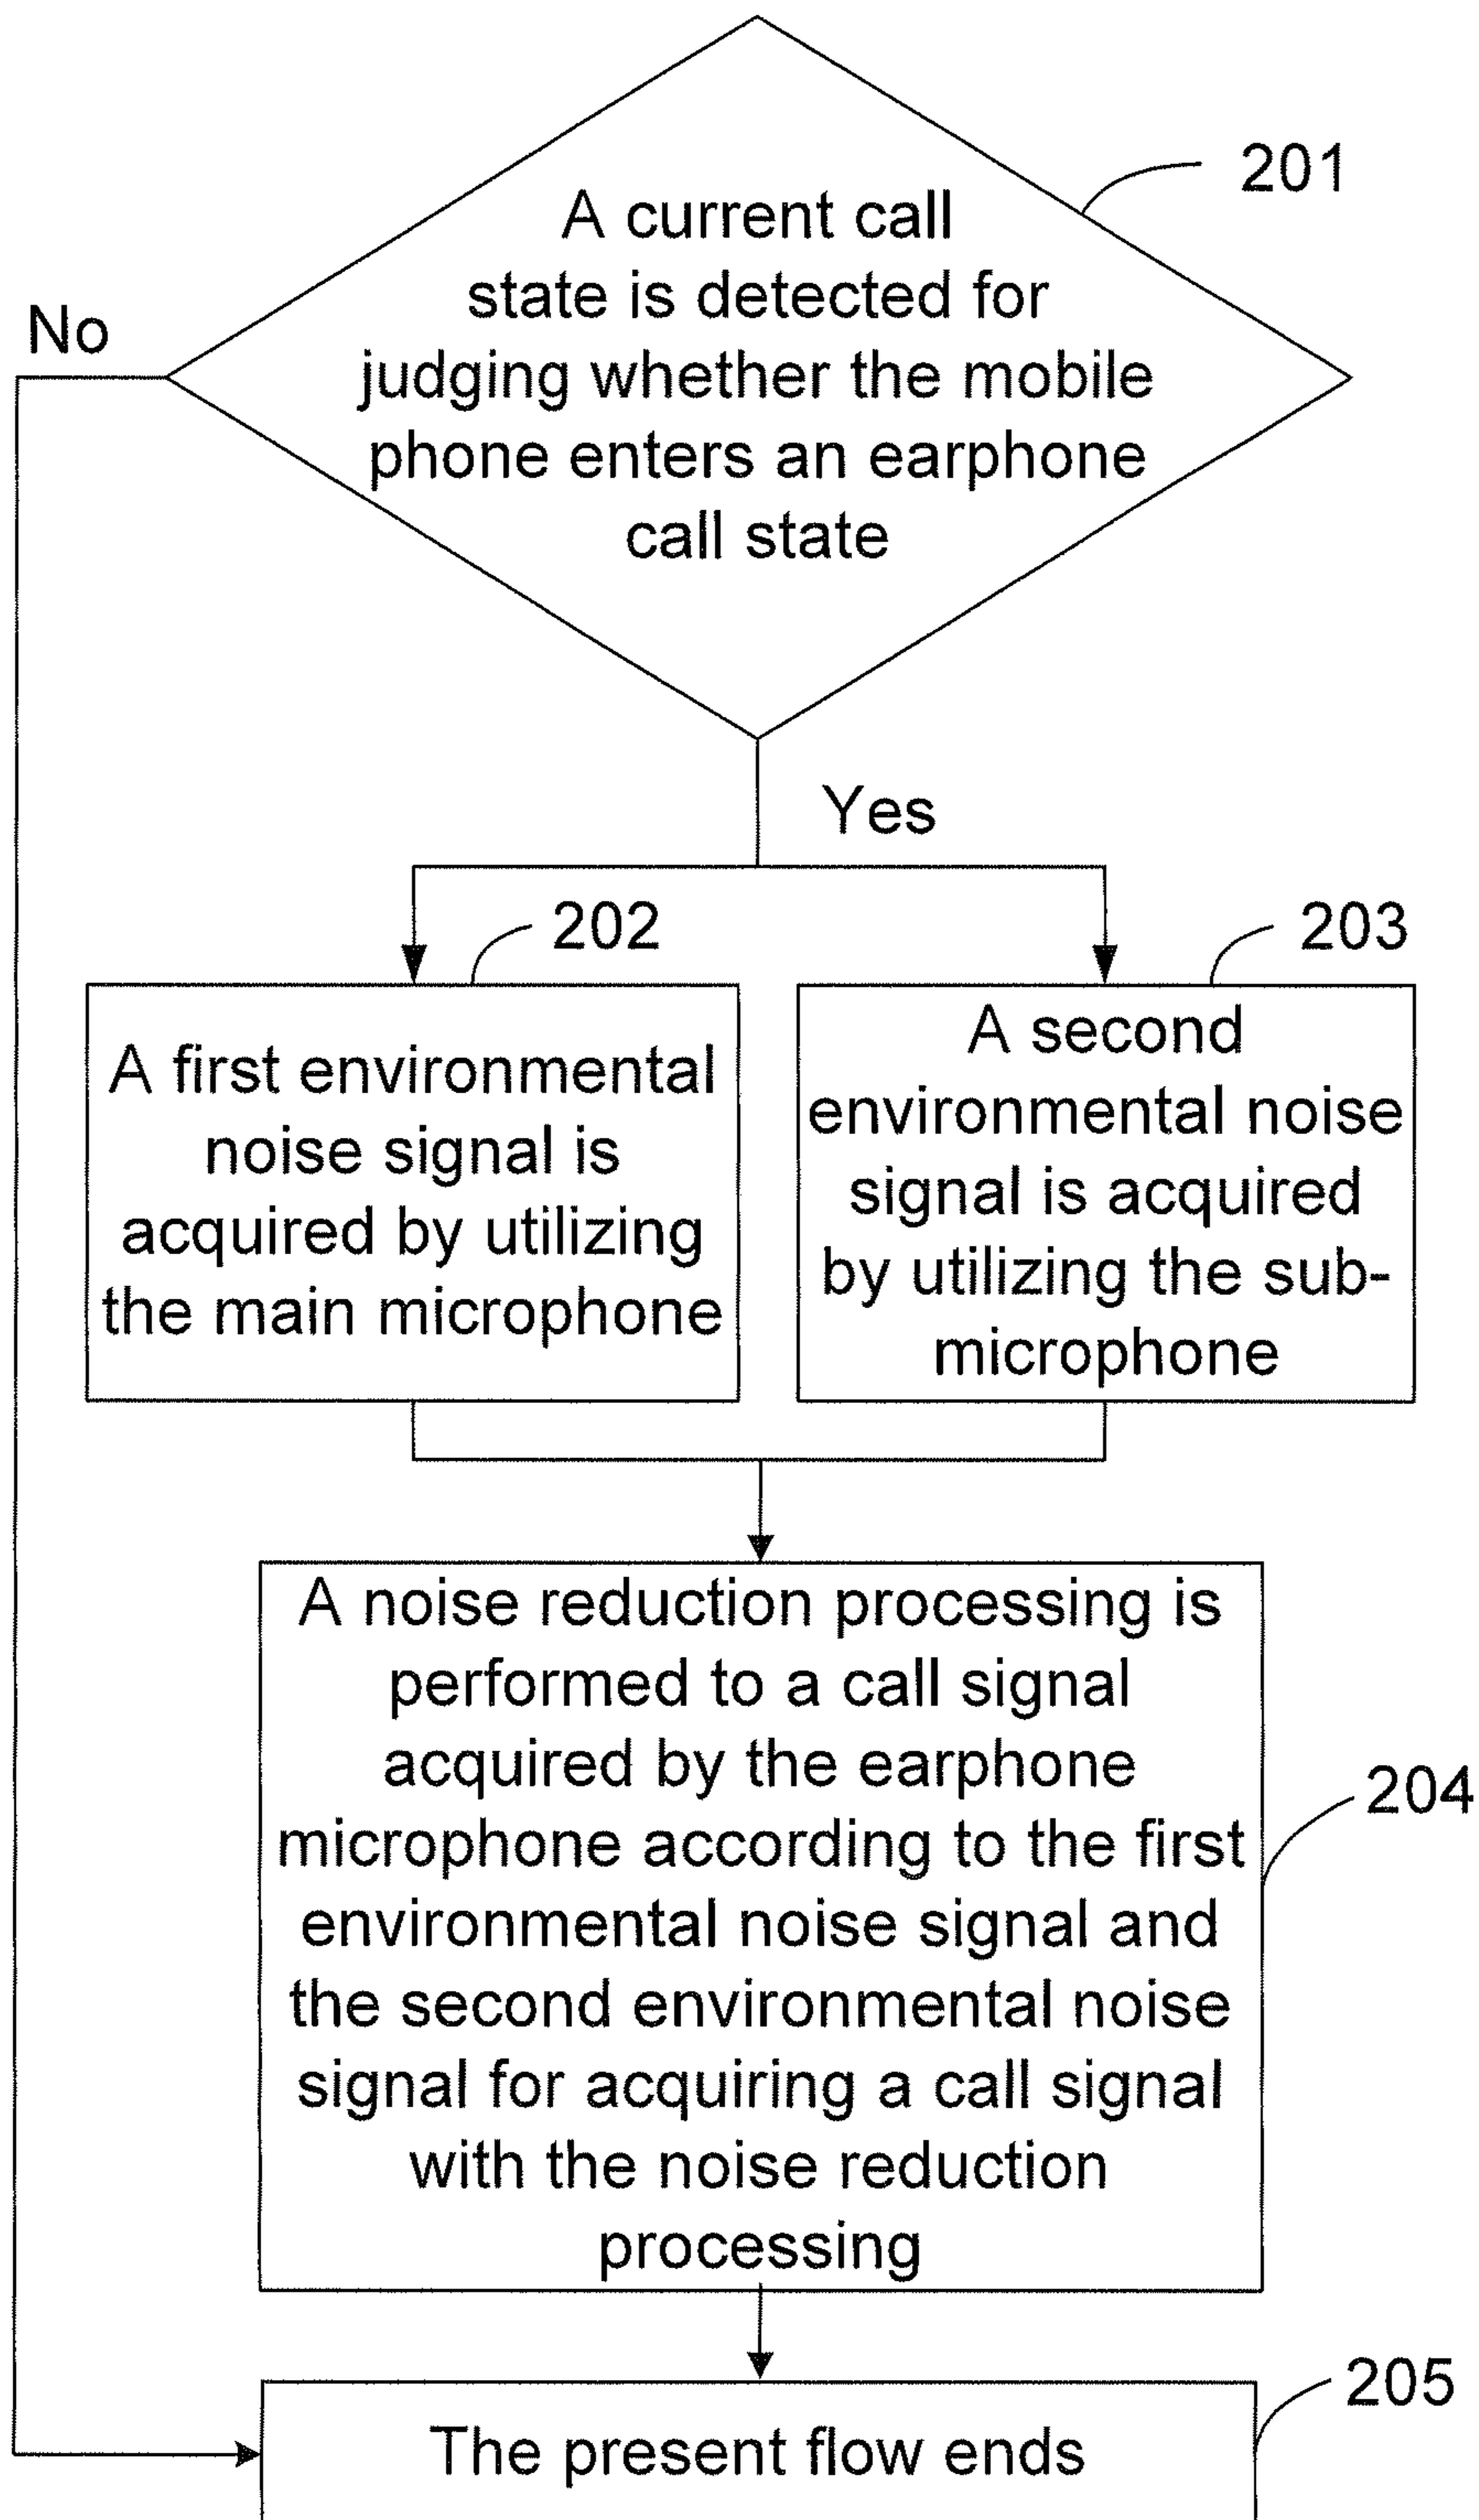 201
A current call
state is detected for
judging whether the mobile
phone enters an earphone
call state
No
Yes
202
203
A first environmental
noise signal is
acquired by utilizing
the main microphone
A second
environmental noise
signal is acquired
by utilizing the sub-
microphone
A noise reduction processing is
performed to a call signal
acquired by the earphone
microphone according to the first
environmental noise signal and
the second environmental noise
signal for acquiring a call signal
with the noise reduction
processing
204
205
The present flow ends